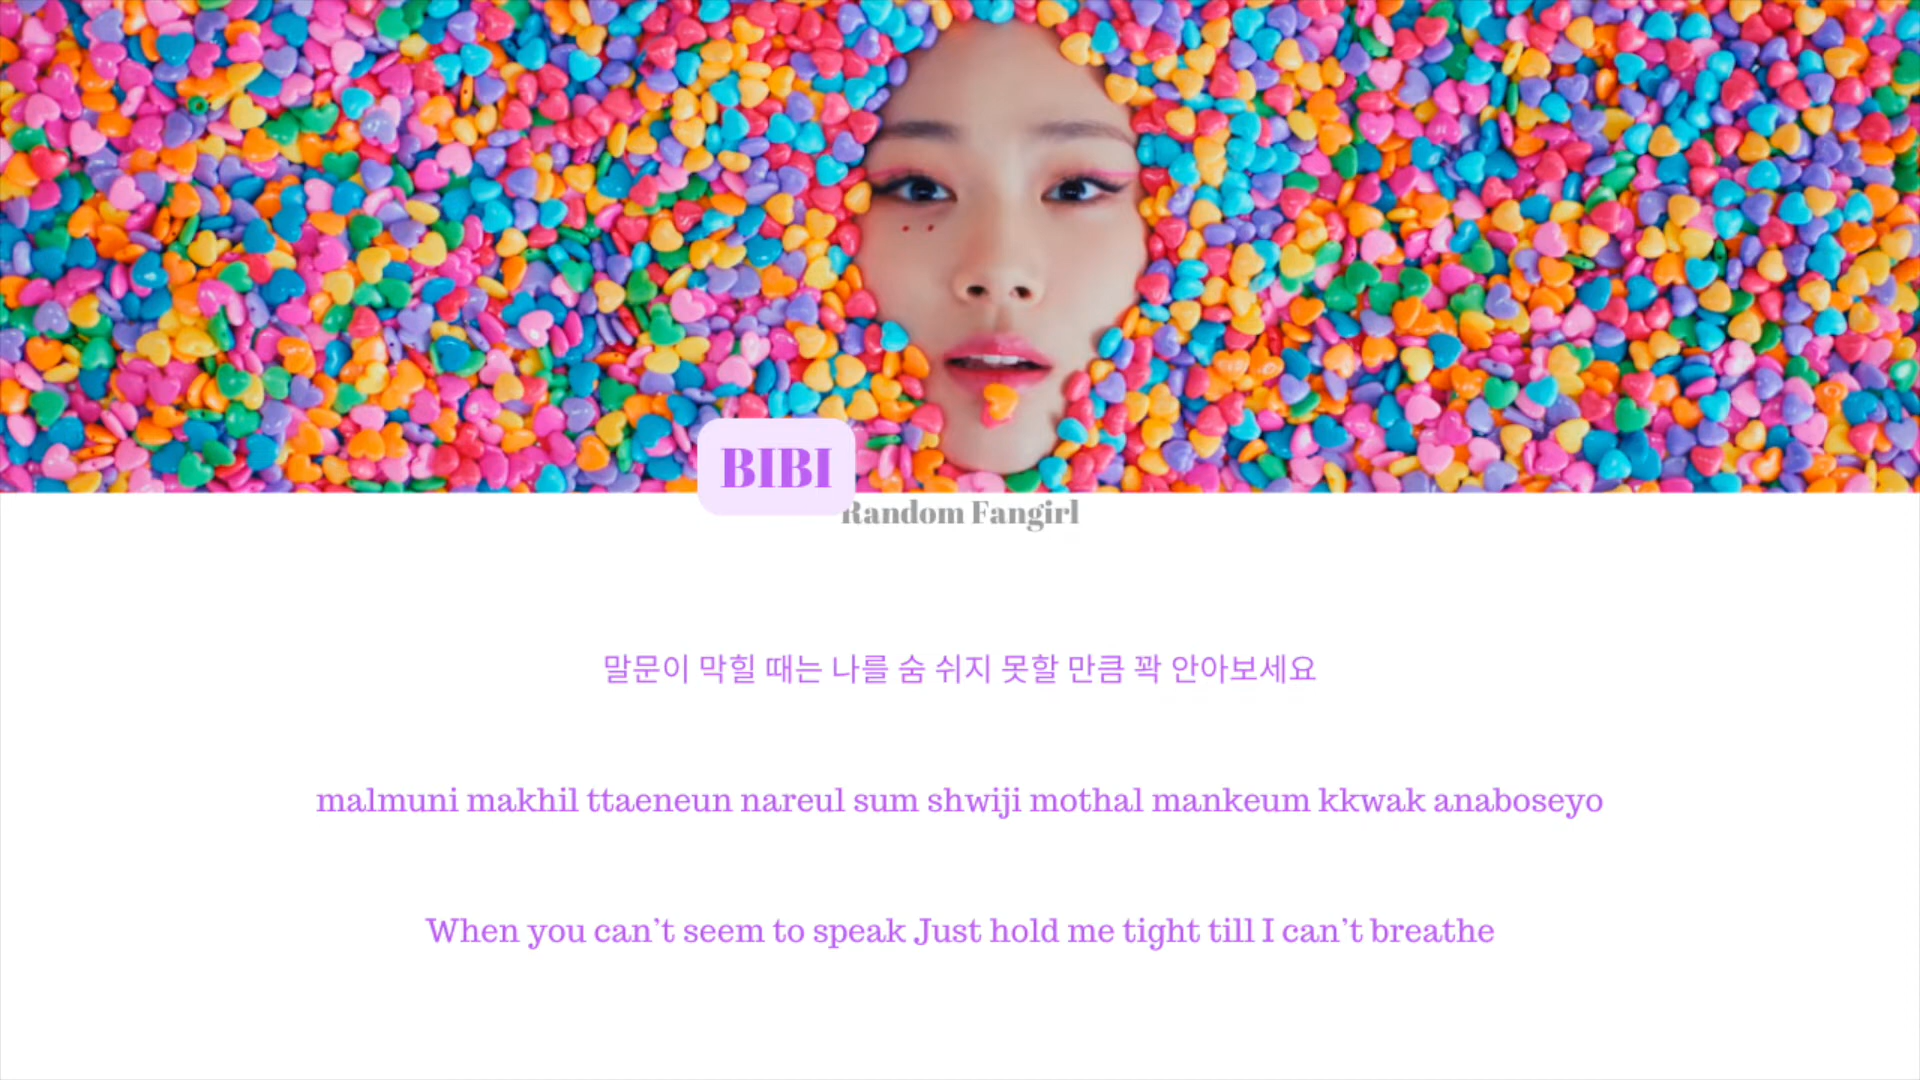 BIBI
Random Fangirl
말문이 막힐 때는 나를 숨 쉬지 못할 만큼 꽉 안아보세요
malmuni makhil ttaeneun nareul sum shwiji mothal mankeum kkwak anaboseyo
When you can’t seem to speak Just hold me tight till I can’t breathe